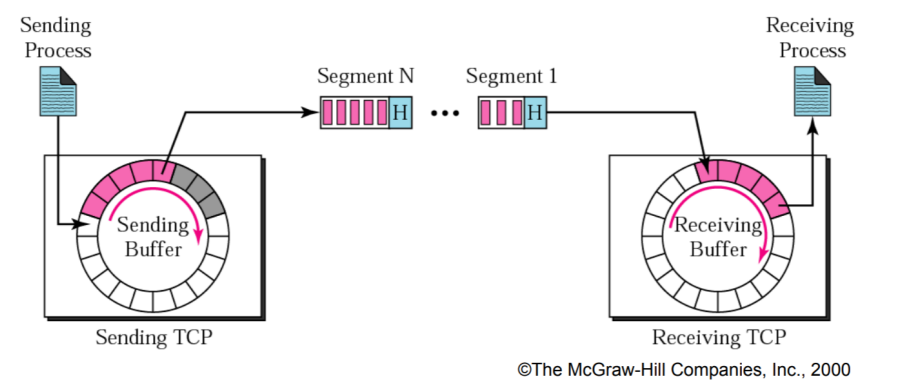 Sending
Process
Receiving
Process
Segment N
Segment 1
H
...
H
Sending
Buffer
Receiving
Buffer
Sending TCP
Receiving TCP
©The McGraw-Hill Companies, Inc., 2000